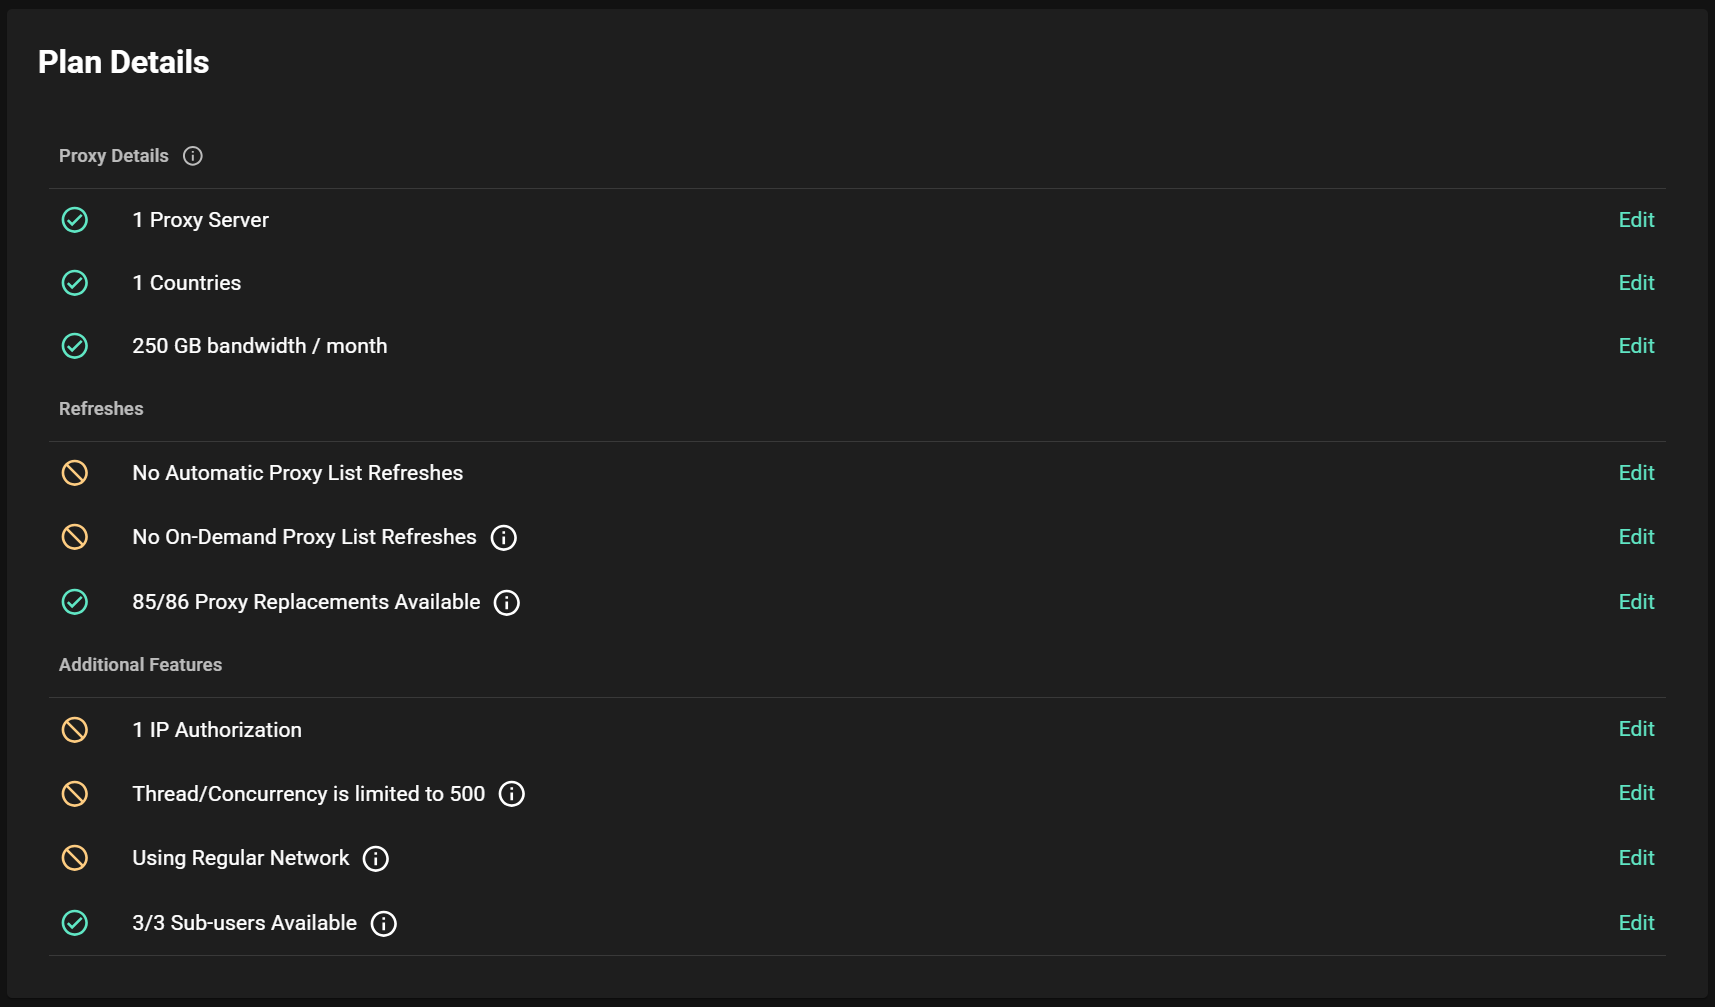 Plan Details
Proxy Details
1 Proxy Server Edit
1 Countries Edit
250 GB bandwidth / month Edit
Refreshes
No Automatic Proxy List Refreshes Edit
No On-Demand Proxy List Refreshes Edit
85/86 Proxy Replacements Available Edit
Additional Features
1 IP Authorization Edit
Thread/Concurrency is limited to 500 Edit
Using Regular Network Edit
3/3 Sub-users Available Edit